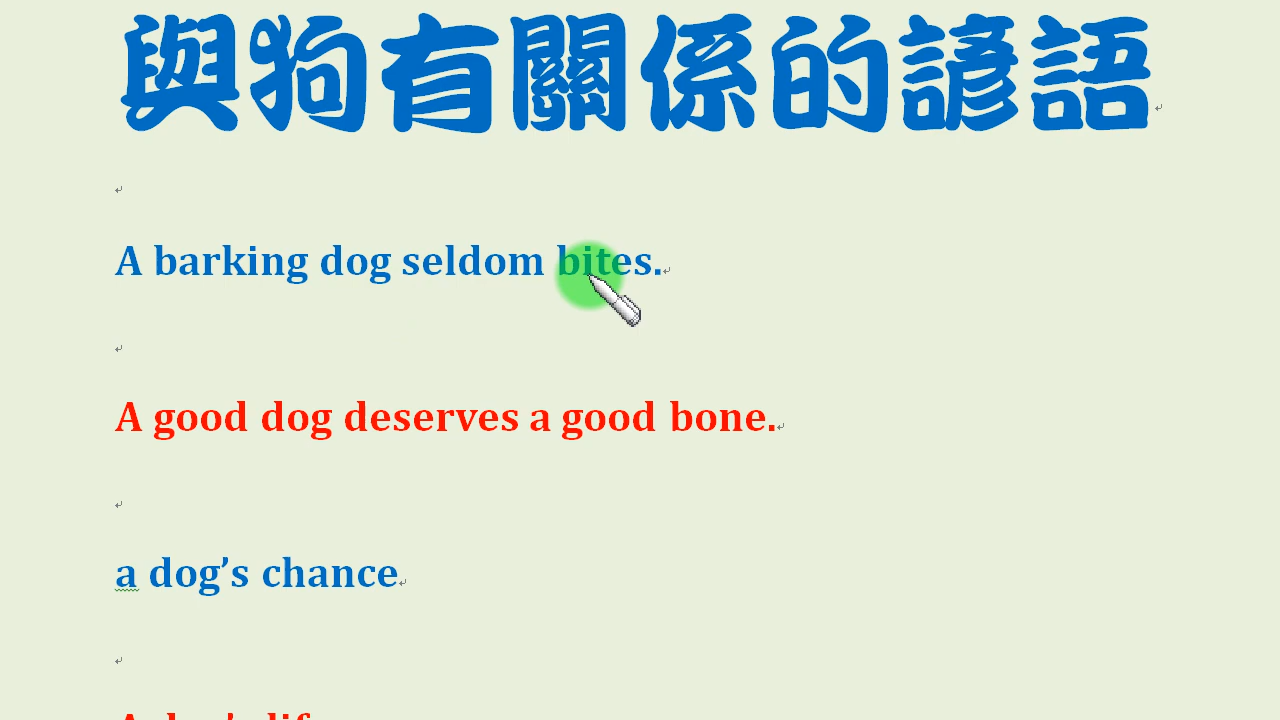 與狗有關係的諺語
A barking dog seldom bites.
A good dog deserves a good bone.
a dog’s chance